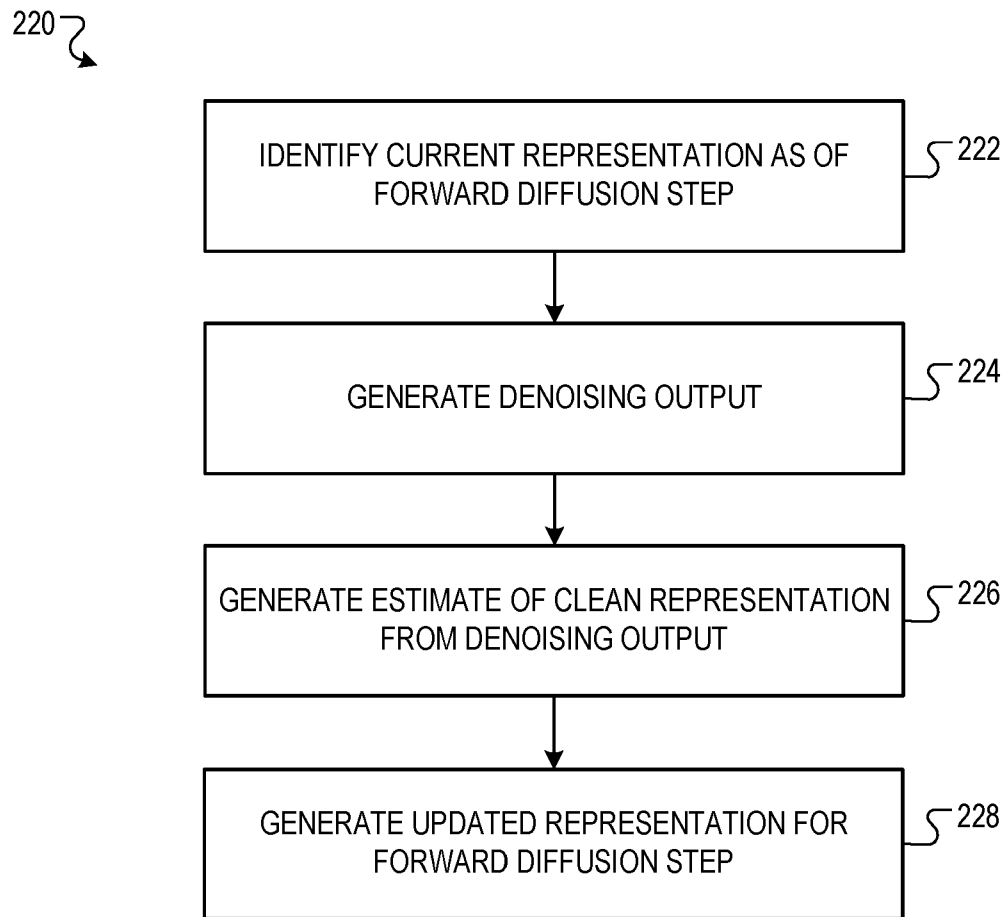 220
IDENTIFY CURRENT REPRESENTATION AS OF
FORWARD DIFFUSION STEP
222
GENERATE DENOISING OUTPUT
224
GENERATE ESTIMATE OF CLEAN REPRESENTATION
FROM DENOISING OUTPUT
226
GENERATE UPDATED REPRESENTATION FOR
FORWARD DIFFUSION STEP
228